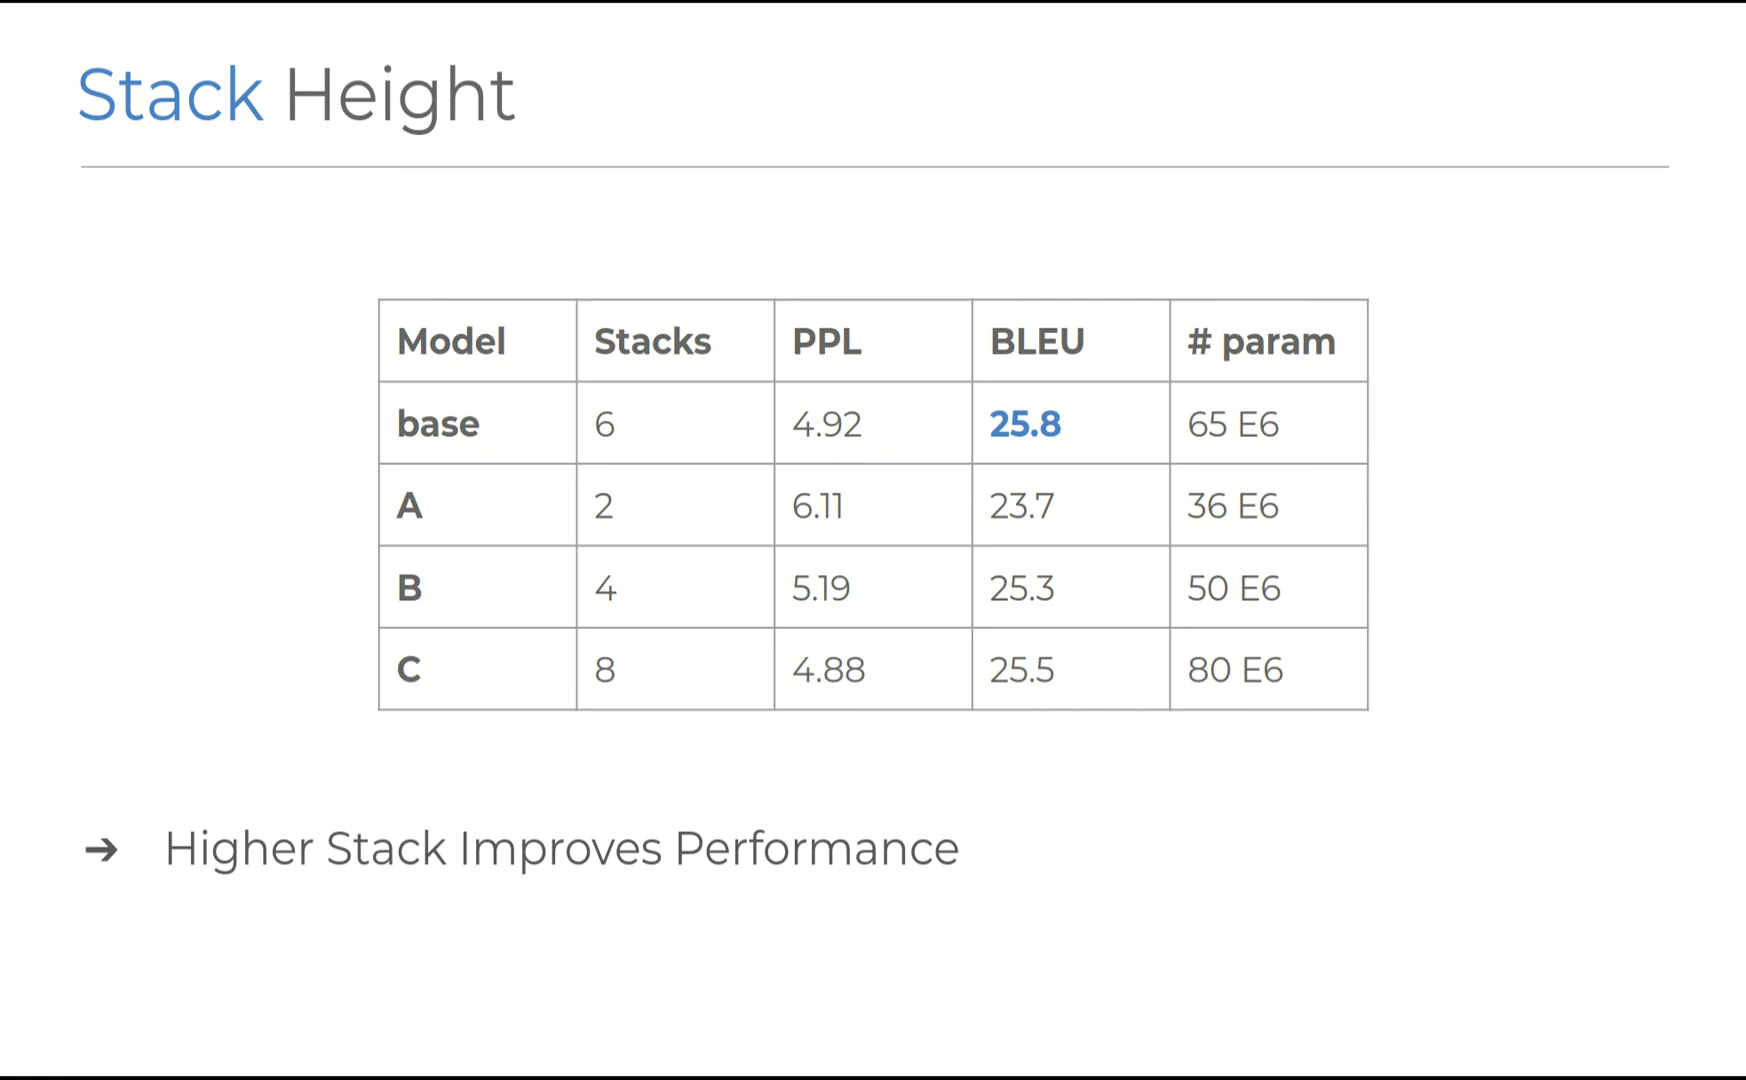 Stack Height
Model Stacks PPL BLEU # param
base 6 4.92 25.8 65 E6
A 2 6.11 23.7 36 E6
B 4 5.19 25.3 50 E6
C 8 4.88 25.5 80 E6
➔ Higher Stack Improves Performance